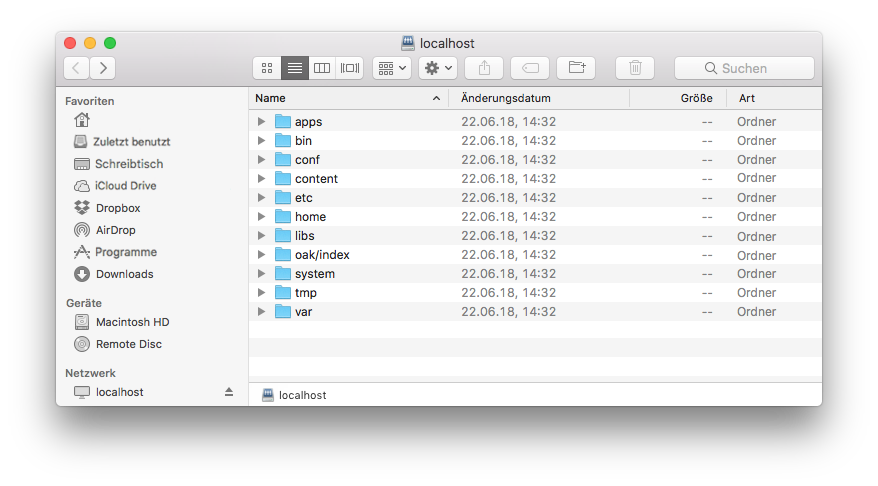 localhost
Suchen
Favoriten
Zuletzt benutzt
Schreibtisch
iCloud Drive
Dropbox
AirDrop
Programme
Downloads
Geräte
Macintosh HD
Remote Disc
Netzwerk
localhost
Name Änderungsdatum Größe Art
apps 22.06.18, 14:32 -- Ordner
bin 22.06.18, 14:32 -- Ordner
conf 22.06.18, 14:32 -- Ordner
content 22.06.18, 14:32 -- Ordner
etc 22.06.18, 14:32 -- Ordner
home 22.06.18, 14:32 -- Ordner
libs 22.06.18, 14:32 -- Ordner
oak/index 22.06.18, 14:32 -- Ordner
system 22.06.18, 14:32 -- Ordner
tmp 22.06.18, 14:32 -- Ordner
var 22.06.18, 14:32 -- Ordner
localhost